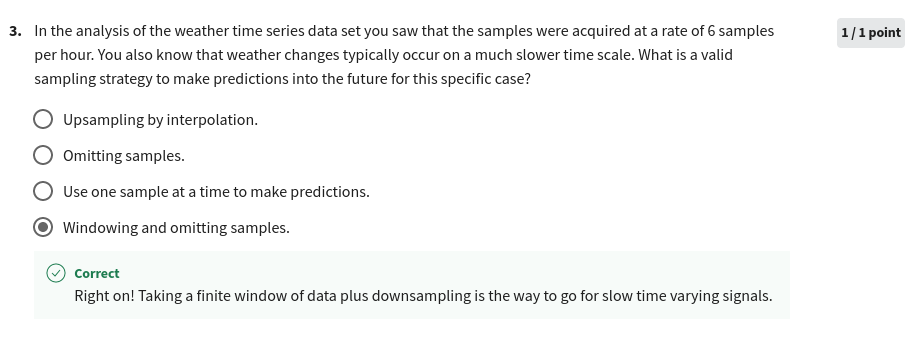 3. In the analysis of the weather time series data set you saw that the samples were acquired at a rate of 6 samples
1 / 1 point
per hour. You also know that weather changes typically occur on a much slower time scale. What is a valid
sampling strategy to make predictions into the future for this specific case?
Upsampling by interpolation.
Omitting samples.
Use one sample at a time to make predictions.
Windowing and omitting samples.
Correct
Right on! Taking a finite window of data plus downsampling is the way to go for slow time varying signals.